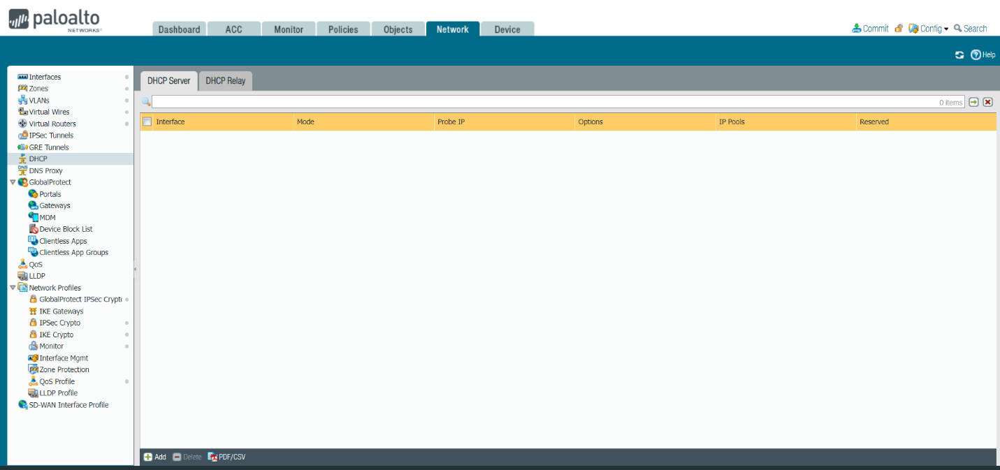 paloalto
NETWORKS®
Dashboard ACC Monitor Policies Objects Network Device
Commit Config Search
Help
Interfaces
Zones
VLANs
Virtual Wires
Virtual Routers
IPSec Tunnels
GRE Tunnels
IP
DHCP
DNS
DNS Proxy
GlobalProtect
Portals
Gateways
MDM
Device Block List
Clientless Apps
Clientless App Groups
QoS
LLDP
Network Profiles
GlobalProtect IPSec Crypto
IKE Gateways
IPSec Crypto
IKE Crypto
Monitor
Interface Mgmt
Zone Protection
QoS Profile
LLDP Profile
SD-WAN Interface Profile
DHCP Server DHCP Relay
0 items
Interface Mode Probe IP Options IP Pools Reserved
Add Delete PDF/CSV